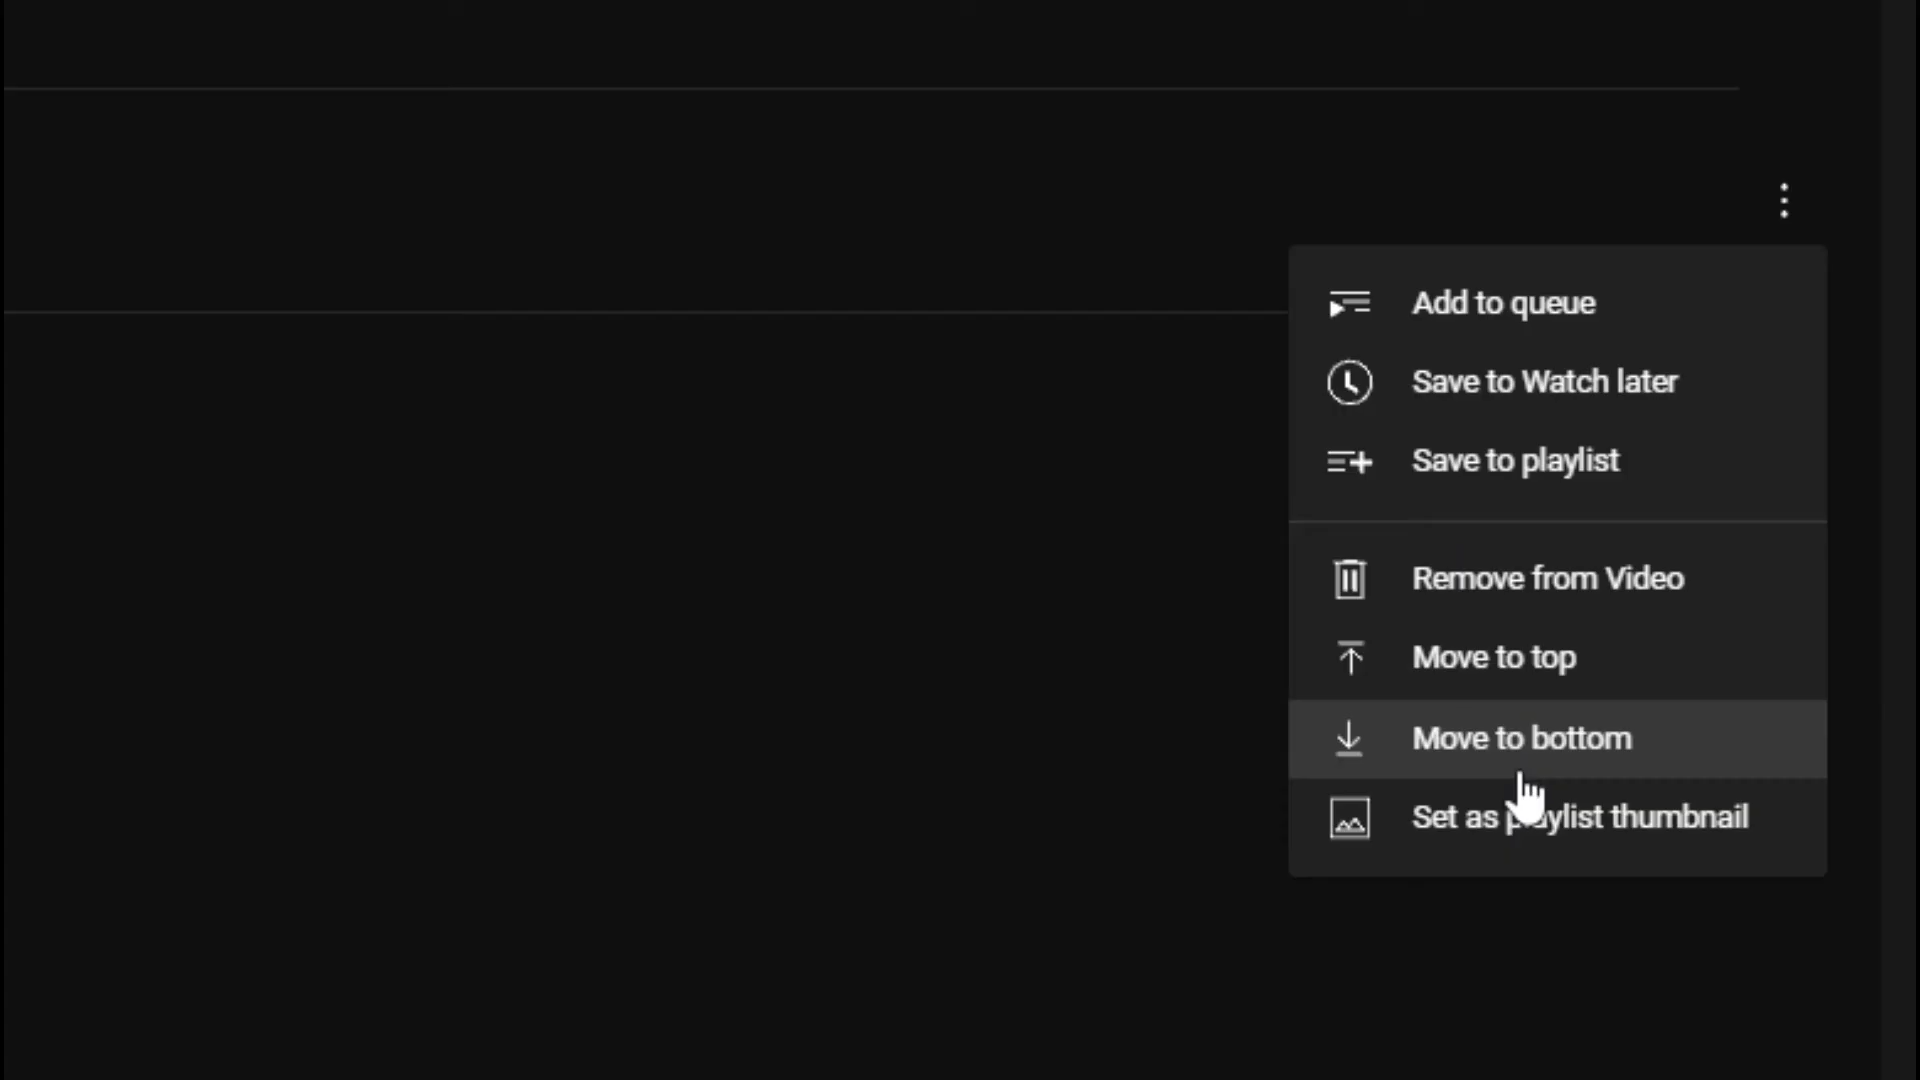 Add to queue
Save to Watch later
Save to playlist
Remove from Video
Move to top
Move to bottom
Set as playlist thumbnail